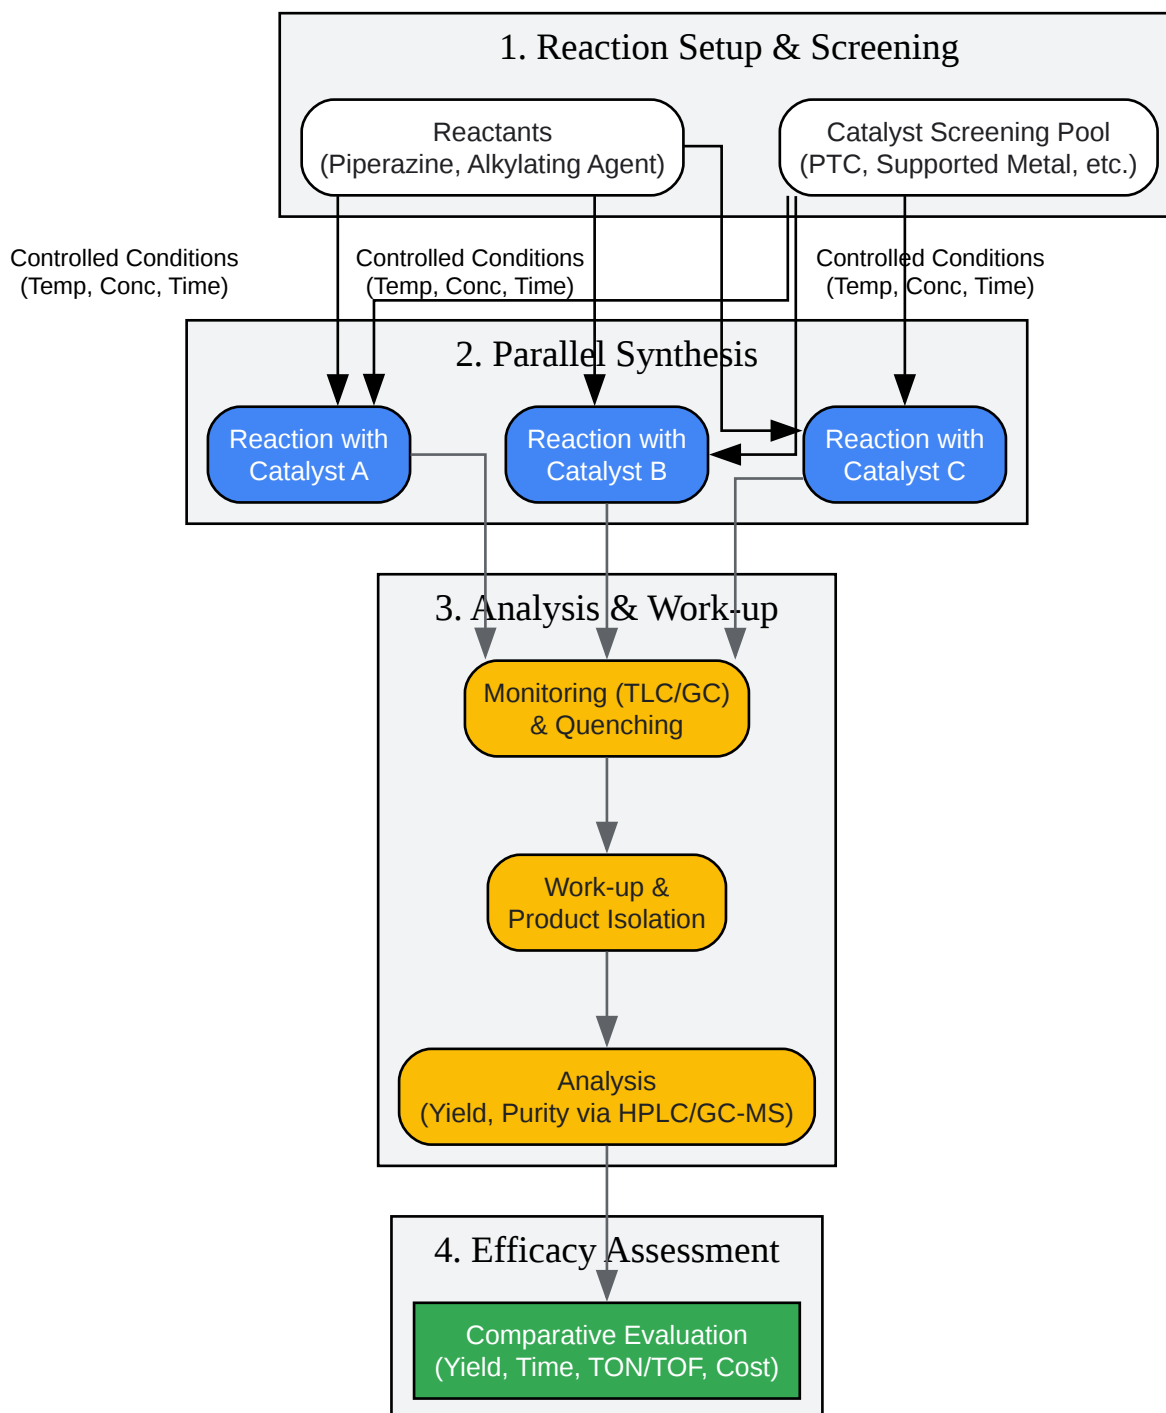 1. Reaction Setup & Screening
Reactants
(Piperazine, Alkylating Agent)
Catalyst Screening Pool
(PTC, Supported Metal, etc.)
Controlled Conditions
(Temp, Conc, Time)
Controlled Conditions
(Temp, Conc, Time)
Controlled Conditions
(Temp, Conc, Time)
2. Parallel Synthesis
Reaction with
Catalyst A
Reaction with
Catalyst B
Reaction with
Catalyst C
3. Analysis & Work-up
Monitoring (TLC/GC)
& Quenching
Work-up &
Product Isolation
Analysis
(Yield, Purity via HPLC/GC-MS)
4. Efficacy Assessment
Comparative Evaluation
(Yield, Time, TON/TOF, Cost)